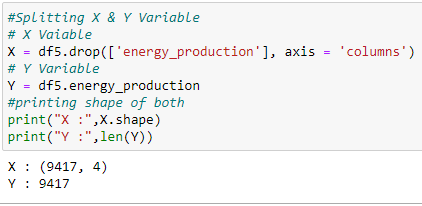 #Splitting X & Y Variable
# X Vaiable
X = df5.drop(['energy_production'], axis = 'columns')
# Y Variable
Y = df5.energy_production
#printing shape of both
print("X :",X.shape)
print("Y :",len(Y))
X : (9417, 4)
Y : 9417